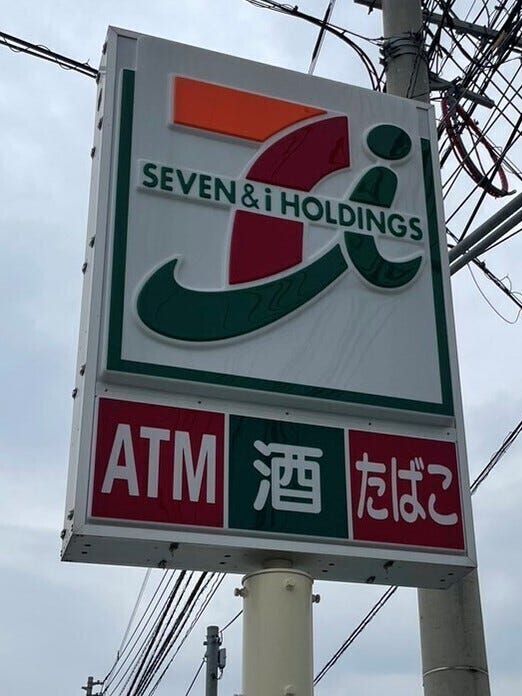 SEVEN & i HOLDINGS
ATM 酒 たばこ